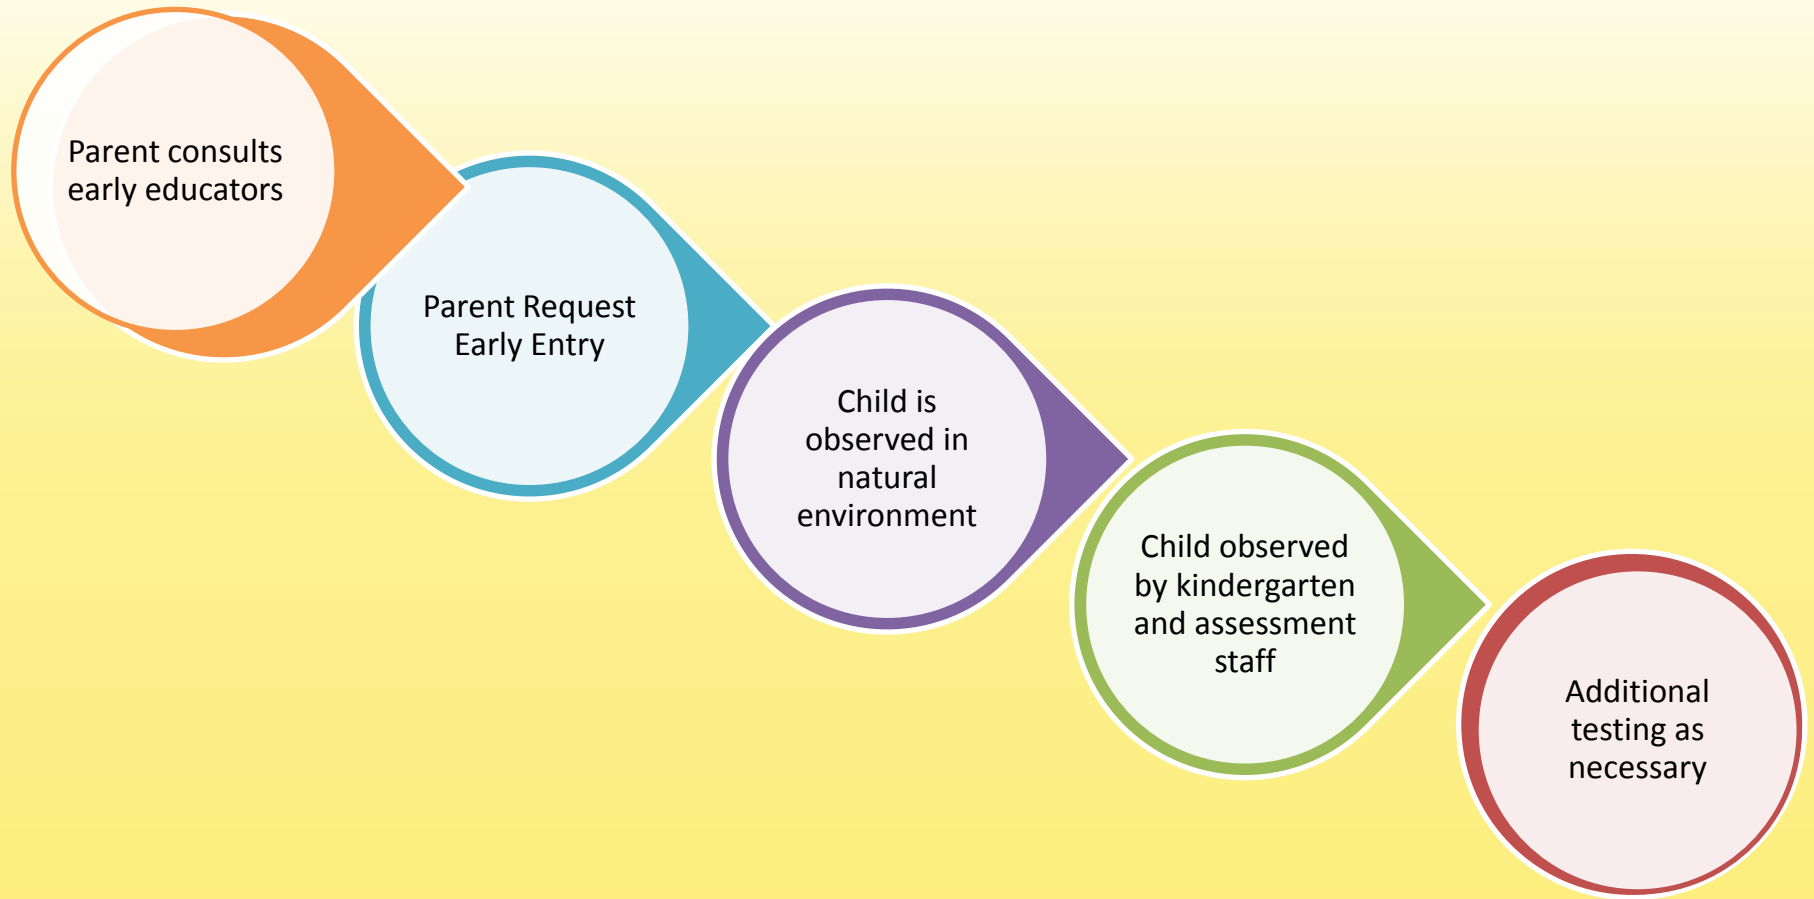 Parent consults
early educators
Parent Request
Early Entry
Child is
observed in
natural
environment
Child observed
by kindergarten
and assessment
staff
Additional
testing as
necessary